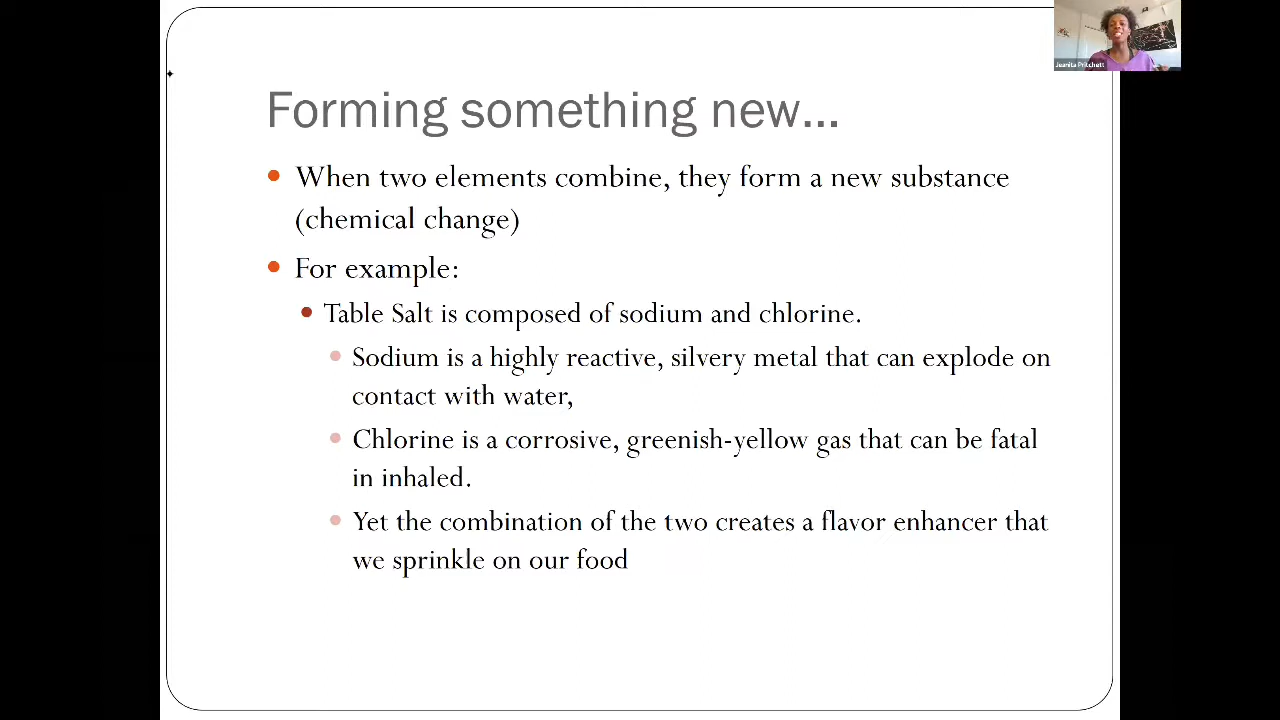 Jeanita Pritchett
Forming something new...
When two elements combine, they form a new substance
(chemical change)
For example:
Table Salt is composed of sodium and chlorine.
Sodium is a highly reactive, silvery metal that can explode on
contact with water,
Chlorine is a corrosive, greenish-yellow gas that can be fatal
in inhaled.
Yet the combination of the two creates a flavor enhancer that
we sprinkle on our food